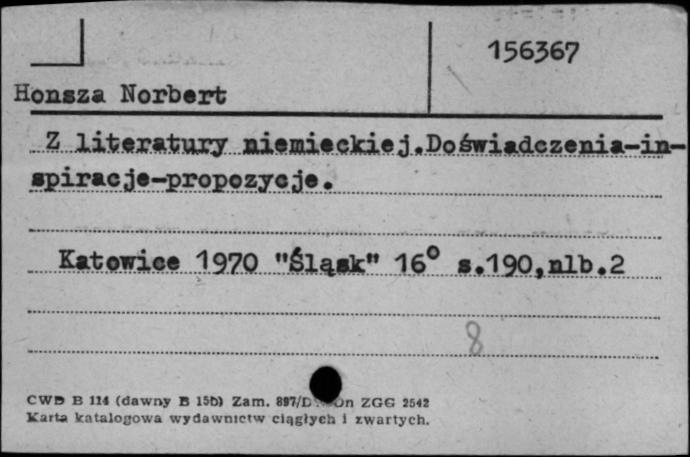 156367
Honsza Norbert
Z literatury niemieckiej.Doświadczenia-in-
spiracje-propozycje.
Katowice 1970 "Śląsk" 16° s.190,nlb.2
8
CWD B 114 (dawny B 15b) Zam. 897/D ZGG 2542
Karta katalogowa wydawnictw ciągłych i zwartych.